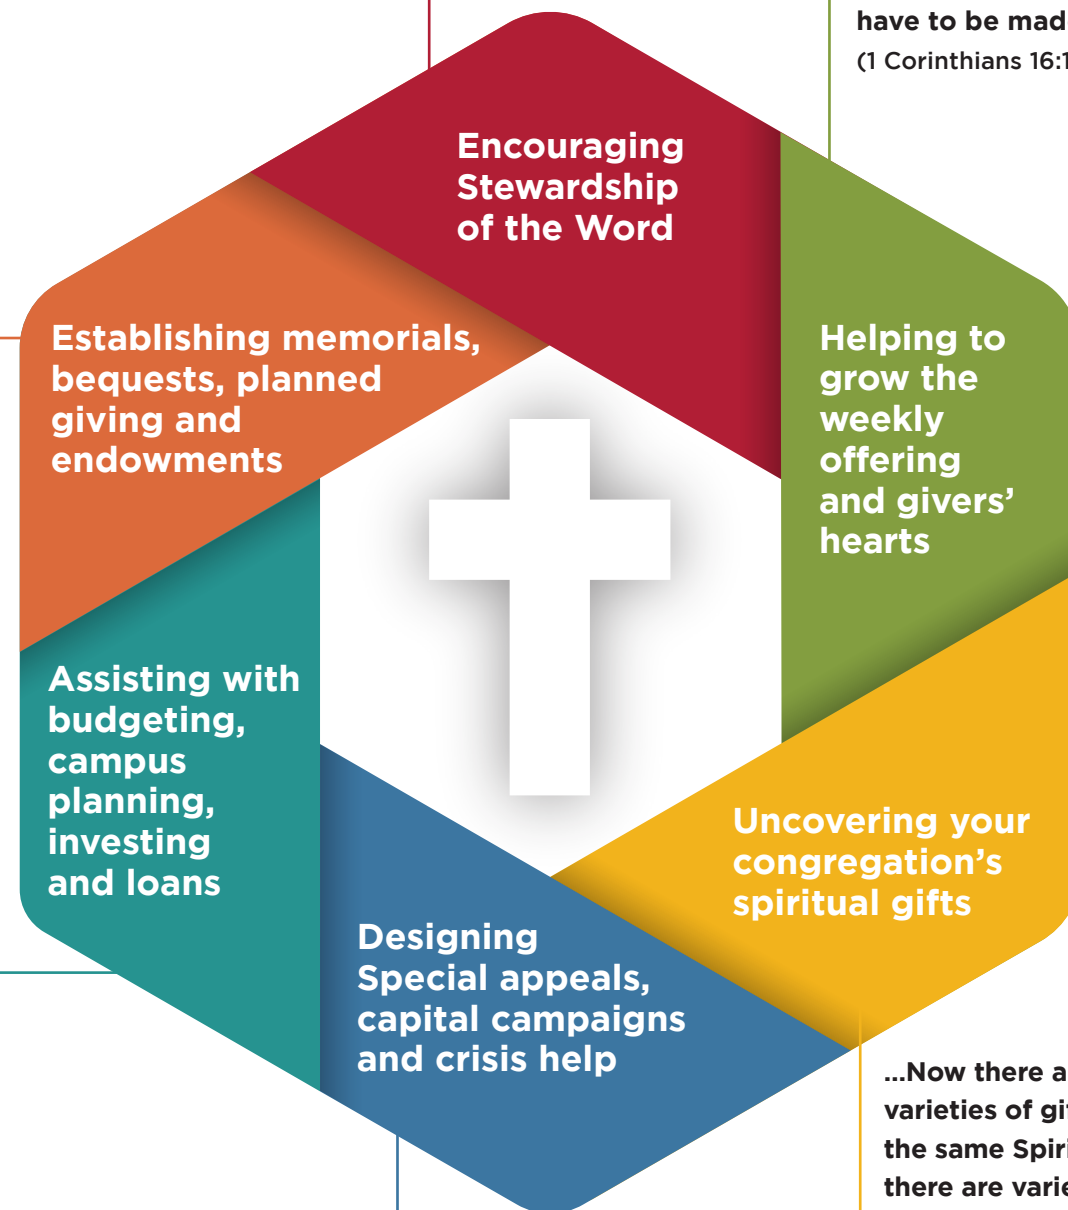 have to be mad
(1 Corinthians 16:1
Encouraging
Stewardship
of the Word
Establishing memorials,
bequests, planned
giving and
endowments
Helping to
grow the
weekly
offering
and givers’
hearts
Assisting with
budgeting,
campus
planning,
investing
and loans
Uncovering your
congregation’s
spiritual gifts
Designing
Special appeals,
capital campaigns
and crisis help
...Now there a
varieties of gi
the same Spiri
there are varie